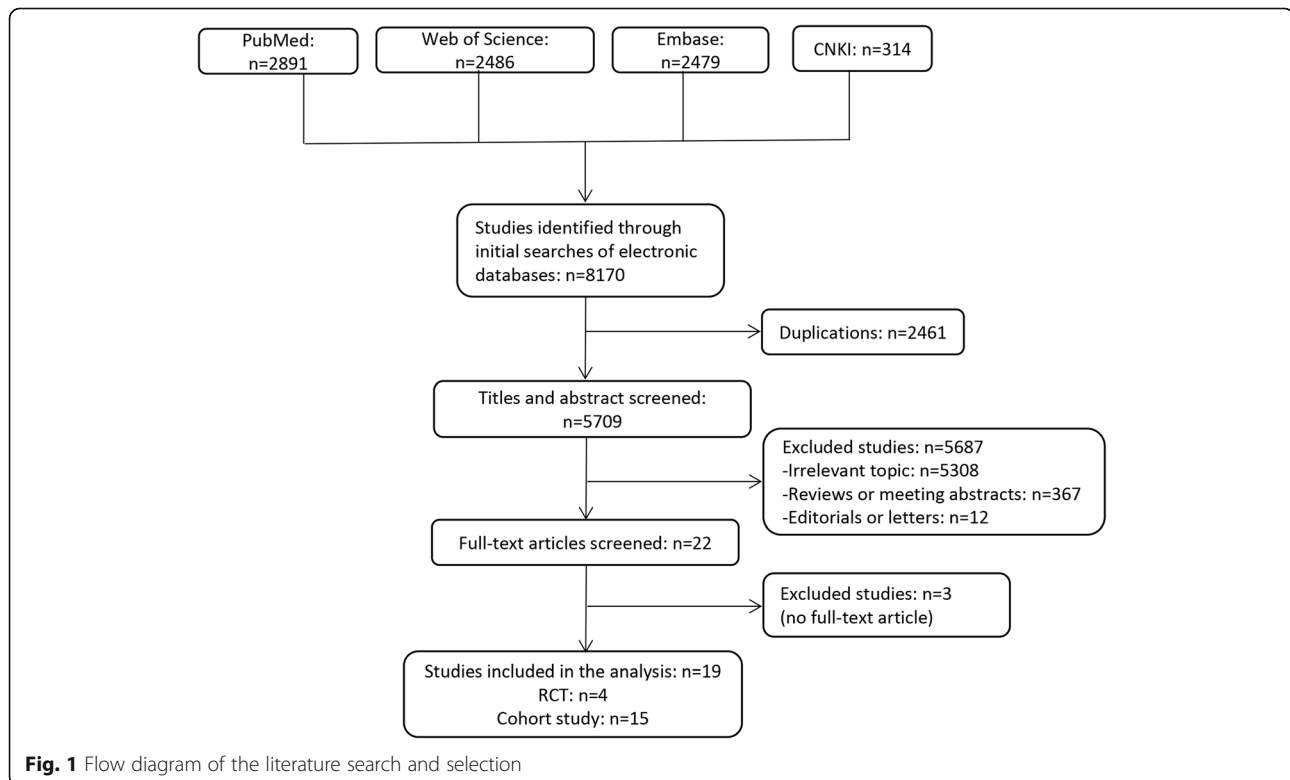 PubMed:
n=2891
Web of Science:
n=2486
Embase:
n=2479
CNKI: n=314
Studies identified through
initial searches of electronic
databases: n=8170
Duplications: n=2461
Titles and abstract screened:
n=5709
Excluded studies: n=5687
-Irrelevant topic: n=5308
-Reviews or meeting abstracts: n=367
-Editorials or letters: n=12
Full-text articles screened: n=22
Excluded studies: n=3
(no full-text article)
Studies included in the analysis: n=19
RCT: n=4
Cohort study: n=15
Fig. 1 Flow diagram of the literature search and selection